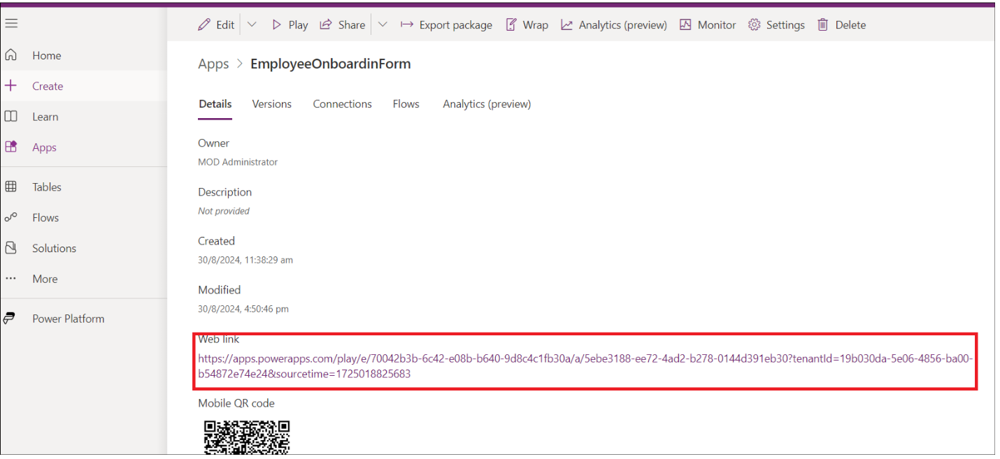 Edit Play Share Export package Wrap Analytics (preview) Monitor Settings Delete
Home
Create
Learn
Apps
Tables
Flows
Solutions
More
Power Platform
Apps > EmployeeOnboardinForm
Details Versions Connections Flows Analytics (preview)
Owner
MOD Administrator
Description
Not provided
Created
30/8/2024, 11:38:29 am
Modified
30/8/2024, 4:50:46 pm
Web link
https://apps.powerapps.com/play/e/70042b3b-6c42-e08b-b640-9d8c4c1fb30a/a/5ebe3188-ee72-4ad2-b278-0144d391eb30?tenantId=19b030da-5e06-4856-ba00-
b54872e74e24&sourcetime=1725018825683
Mobile QR code